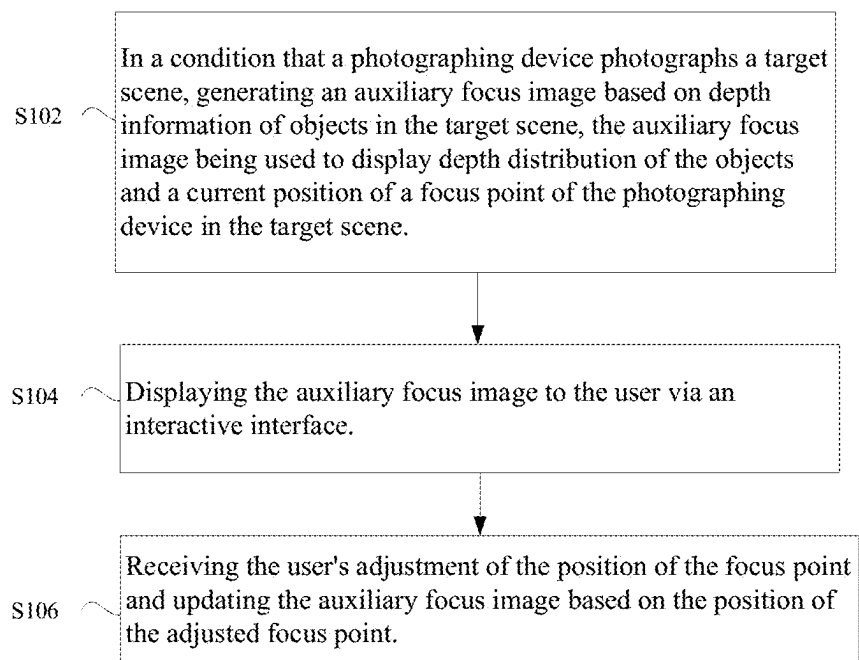 S102
In a condition that a photographing device photographs a target
scene, generating an auxiliary focus image based on depth
information of objects in the target scene, the auxiliary focus
image being used to display depth distribution of the objects
and a current position of a focus point of the photographing
device in the target scene.
S104
Displaying the auxiliary focus image to the user via an
interactive interface.
S106
Receiving the user's adjustment of the position of the focus point
and updating the auxiliary focus image based on the position of
the adjusted focus point.